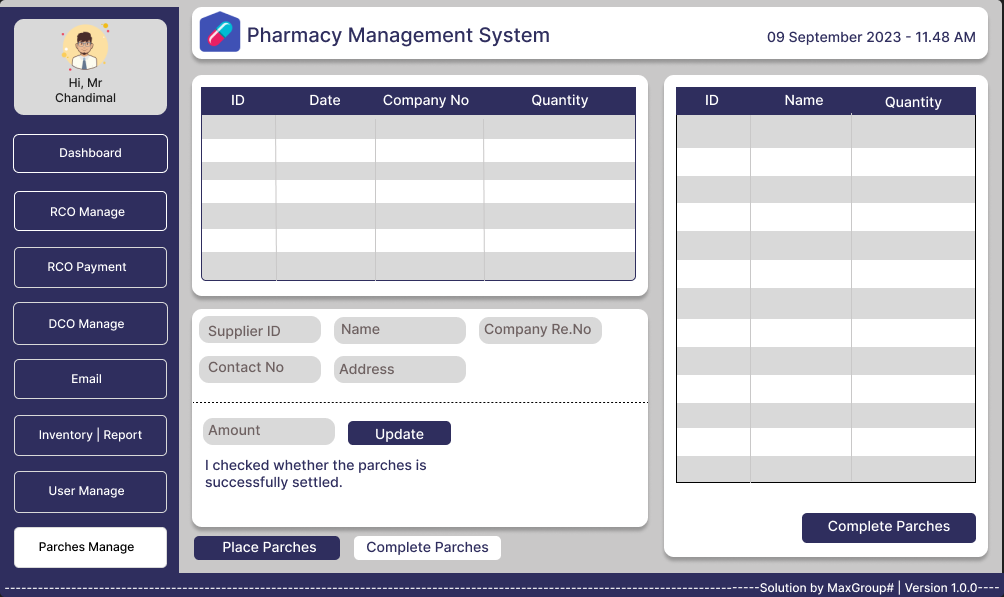 Hi, Mr
Chandimal
Dashboard
RCO Manage
RCO Payment
DCO Manage
Email
Inventory | Report
User Manage
Parches Manage
Pharmacy Management System
09 September 2023 - 11.48 AM
ID Date Company No Quantity
Supplier ID Name Company Re.No
Contact No Address
Amount Update
I checked whether the parches is
successfully settled.
Place Parches Complete Parches
ID Name Quantity
Complete Parches
Solution by MaxGroup# | Version 1.0.0